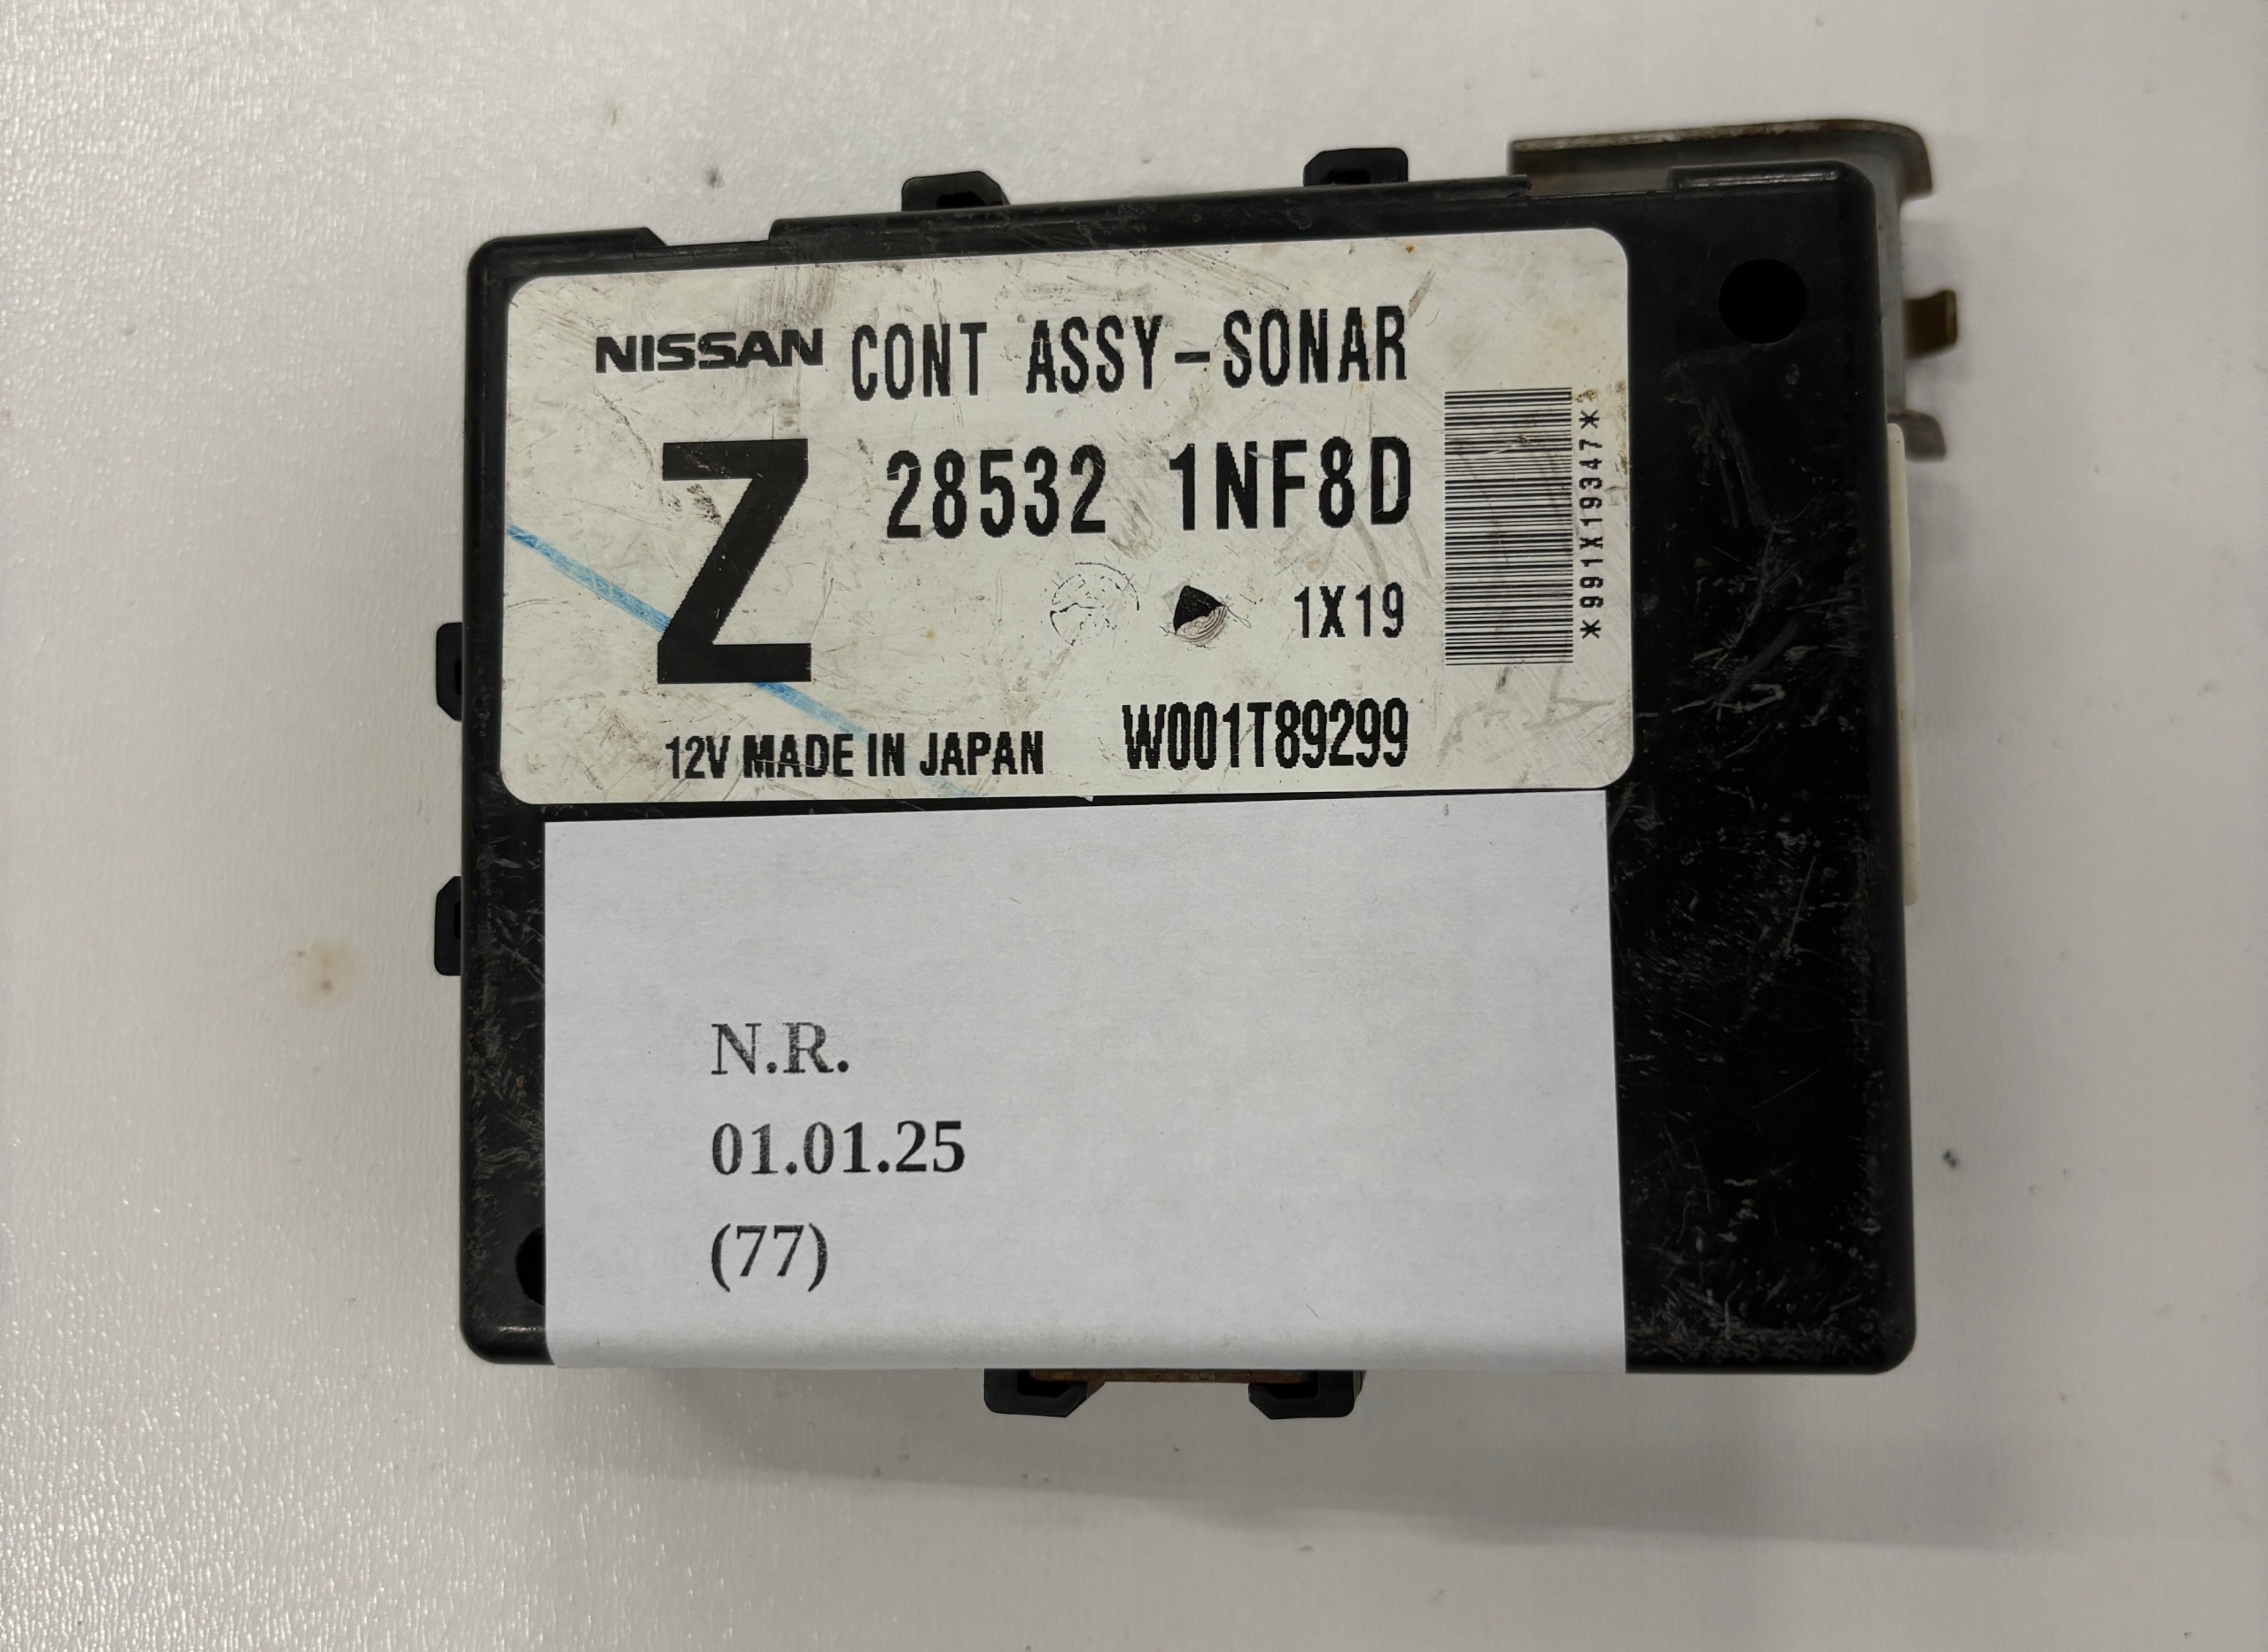 NISSAN CONT ASSY-SONAR
Z 28532 1NF8D
1X19
12V MADE IN JAPAN W001T89299
*991X19347*
N.R.
01.01.25
(77)